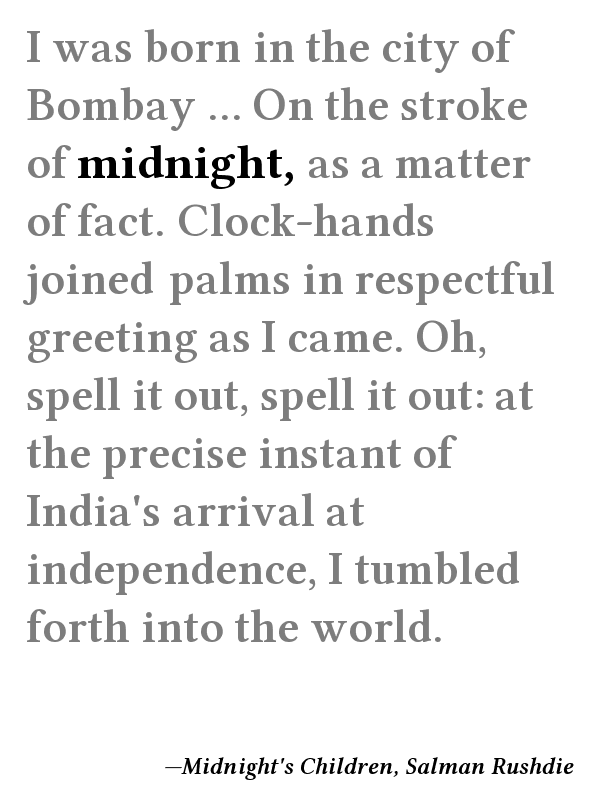 I was born in the city of
Bombay ... On the stroke
of midnight, as a matter
of fact. Clock-hands
joined palms in respectful
greeting as I came. Oh,
spell it out, spell it out: at
the precise instant of
India's arrival at
independence, I tumbled
forth into the world.
—Midnight's Children, Salman Rushdie